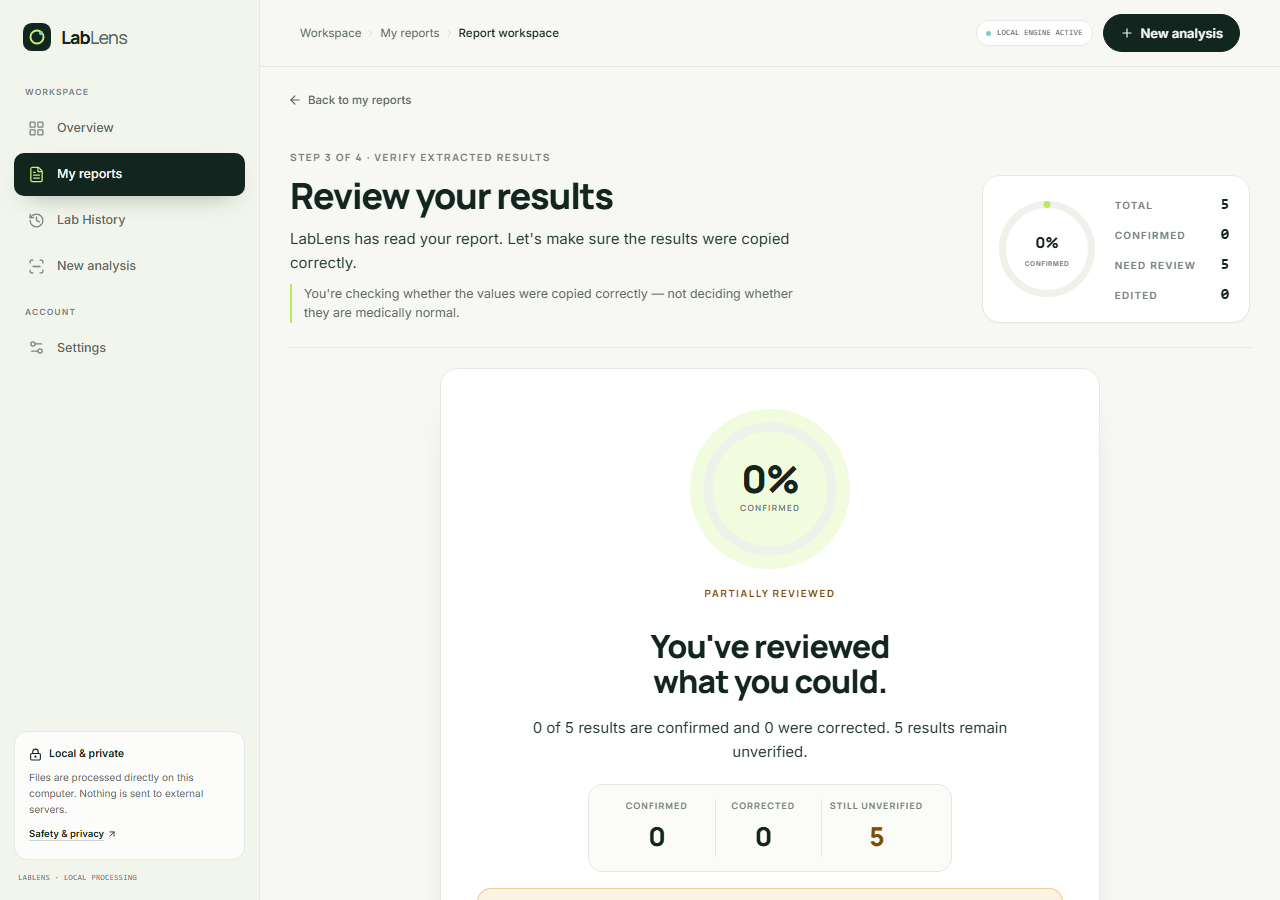 LabLens
WORKSPACE
Overview
My reports
Lab History
New analysis
ACCOUNT
Settings
Local & private
Files are processed directly on this
computer. Nothing is sent to external
servers.
Safety & privacy
LABLENS · LOCAL PROCESSING
Workspace My reports Report workspace
LOCAL ENGINE ACTIVE
New analysis
Back to my reports
STEP 3 OF 4 · VERIFY EXTRACTED RESULTS
Review your results
LabLens has read your report. Let's make sure the results were copied
correctly.
You're checking whether the values were copied correctly — not deciding whether
they are medically normal.
0%
CONFIRMED
TOTAL 5
CONFIRMED 0
NEED REVIEW 5
EDITED 0
0%
CONFIRMED
PARTIALLY REVIEWED
You've reviewed
what you could.
0 of 5 results are confirmed and 0 were corrected. 5 results remain
unverified.
CONFIRMED CORRECTED STILL UNVERIFIED
0 0 5